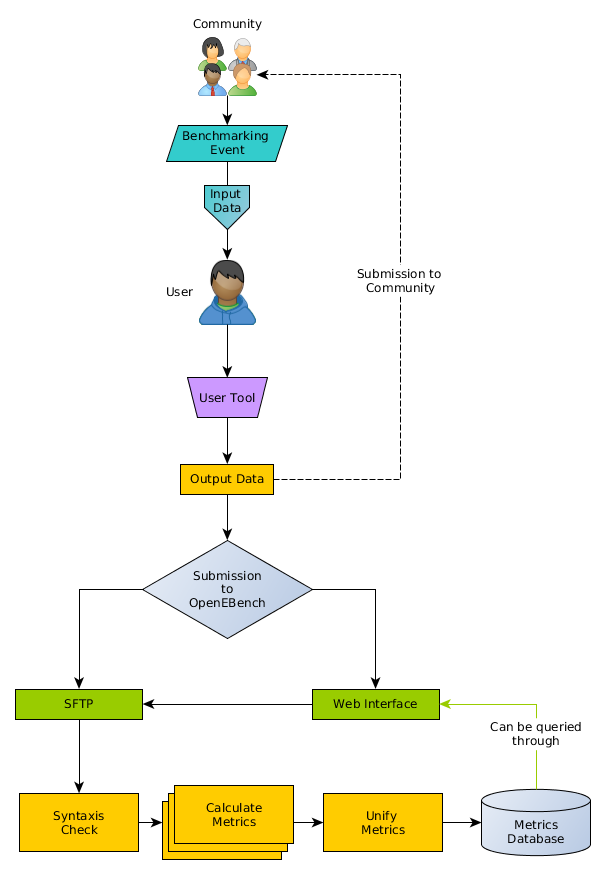 Community
Benchmarking
Event
Input
Data
User
Submission to
Community
User Tool
Output Data
Submission
to
OpenEBench
SFTP
Web Interface
Can be queried
through
Syntaxis
Check
Calculate
Metrics
Unify
Metrics
Metrics
Database